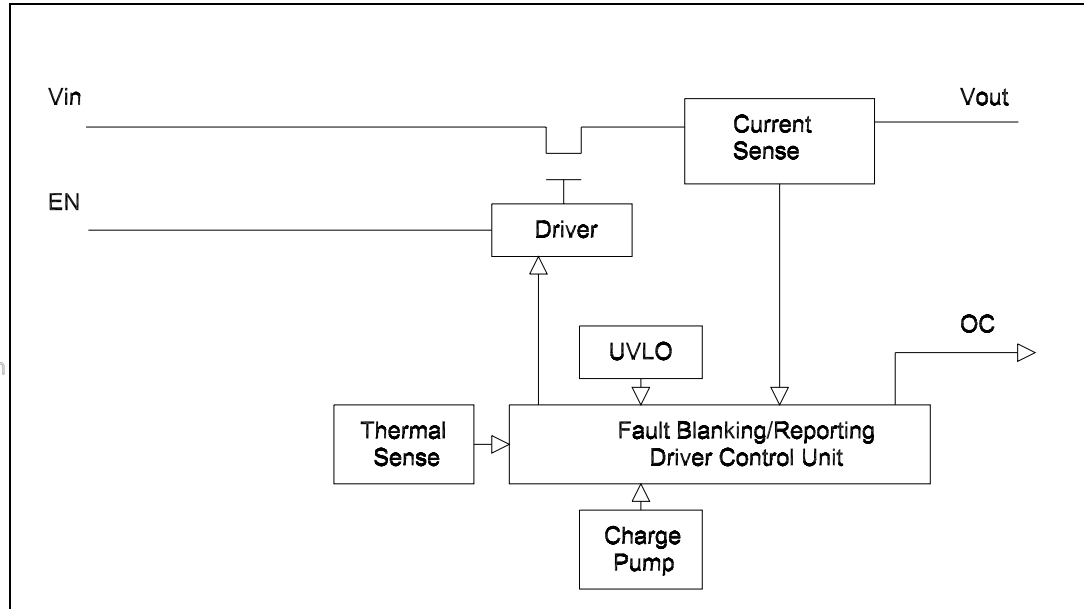 Vin
Vout
Current
Sense
EN
Driver
OC
UVLO
Thermal
Sense
Fault Blanking/Reporting
Driver Control Unit
Charge
Pump